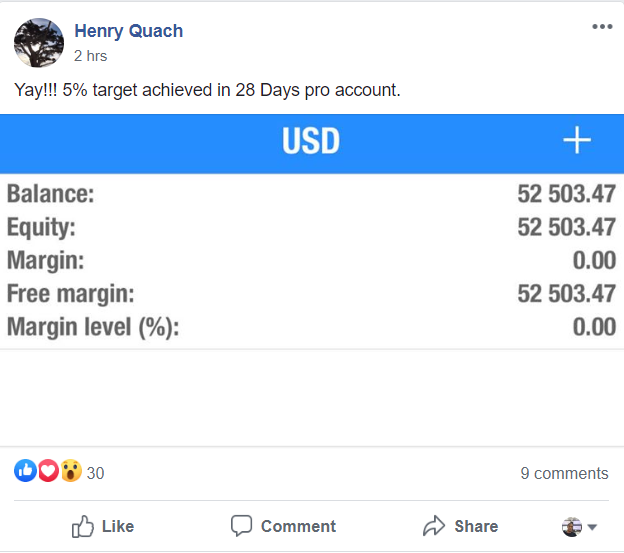 Henry Quach
2 hrs
Yay!!! 5% target achieved in 28 Days pro account.
USD
Balance: 52 503.47
Equity: 52 503.47
Margin: 0.00
Free margin: 52 503.47
Margin level (%): 0.00
30 9 comments
Like Comment Share